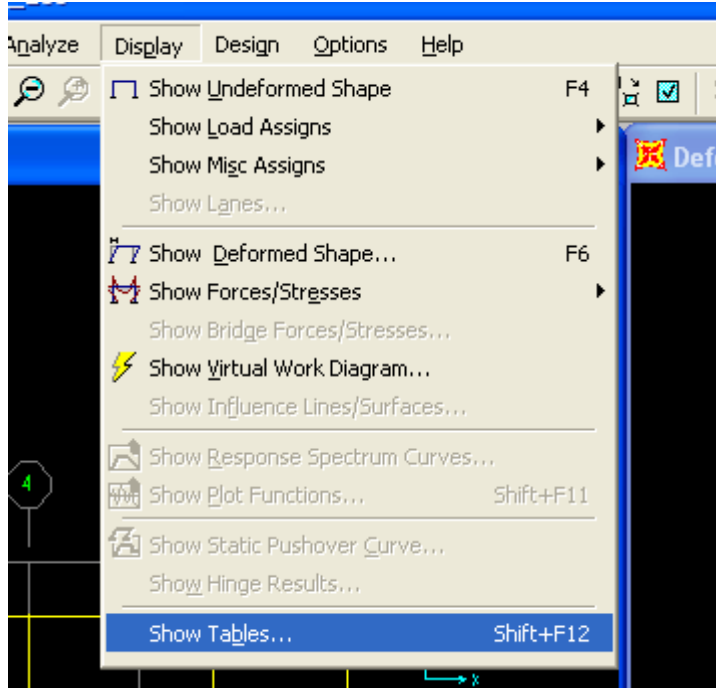 Analyze Display Design Options Help
Show Undeformed Shape F4
Show Load Assigns
Show Misc Assigns
Show Lanes...
Show Deformed Shape... F6
Show Forces/Stresses
Show Bridge Forces/Stresses...
Show Virtual Work Diagram...
Show Influence Lines/Surfaces...
Show Response Spectrum Curves...
Show Plot Functions... Shift+F11
Show Static Pushover Curve...
Show Hinge Results...
Show Tables... Shift+F12
Def
4
x